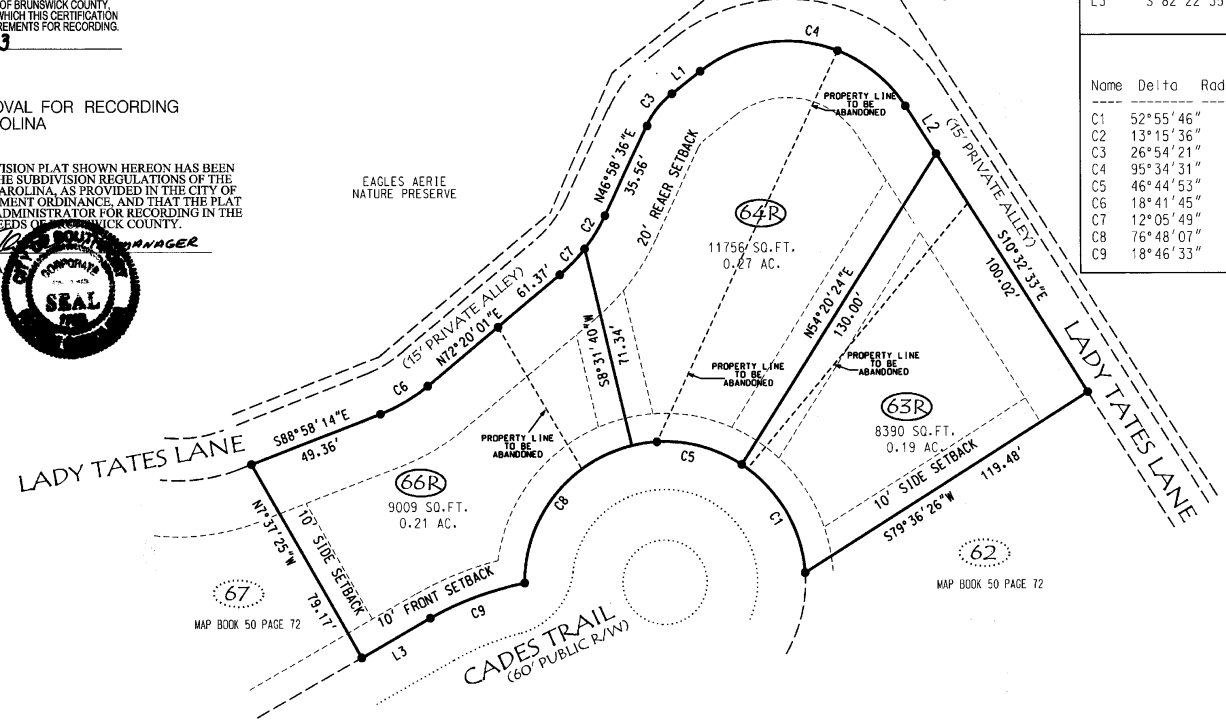 OF BRUNSWICK COUNTY,
WHICH THIS CERTIFICATION
REMENTS FOR RECORDING.
3
OVAL FOR RECORDING
OLINA
ISION PLAT SHOWN HEREON HAS BEEN
HE SUBDIVISION REGULATIONS OF THE
AROLINA, AS PROVIDED IN THE CITY OF
MENT ORDINANCE, AND THAT THE PLAT
ADMINISTRATOR FOR RECORDING IN THE
EEDS OF BRUNSWICK COUNTY.
MANAGER
CORPORATE
SEAL
EAGLES AERIE
NATURE PRESERVE
L3 S 82°22'35
Name Delta Rad
C1 52°55'46"
C2 13°15'36"
C3 26°54'21"
C4 95°34'31"
C5 46°44'53"
C6 18°41'45"
C7 12°05'49"
C8 76°48'07"
C9 18°46'33"
C4
L1
C3
N46°58'36"E
35.56'
C2
C7
20' REAER SETBACK
PROPERTY LINE
TO BE
ABANDONED
L2
(15' PRIVATE ALLEY)
64R
11756 SQ.FT.
0.27 AC.
N54°20'24"E
130.00'
S10°32'33"E
100.02'
LADY TATES LANE
(15' PRIVATE ALLEY)
N72°20'01"E
61.37'
C6
S8°31'40"W
71.34'
PROPERTY LINE
TO BE
ABANDONED
PROPERTY LINE
TO BE
ABANDONED
63R
8390 SQ.FT.
0.19 AC.
10' SIDE SETBACK
119.48'
S79°36'26"W
LADY TATES LANE
S88°58'14"E
49.36'
PROPERTY LINE
TO BE
ABANDONED
C5
66R
9009 SQ.FT.
0.21 AC.
C8
C1
N7°37'25"W
79.17'
10' SIDE SETBACK
10' FRONT SETBACK
C9
L3
67
MAP BOOK 50 PAGE 72
62
MAP BOOK 50 PAGE 72
CADES TRAIL
(60' PUBLIC R/W)